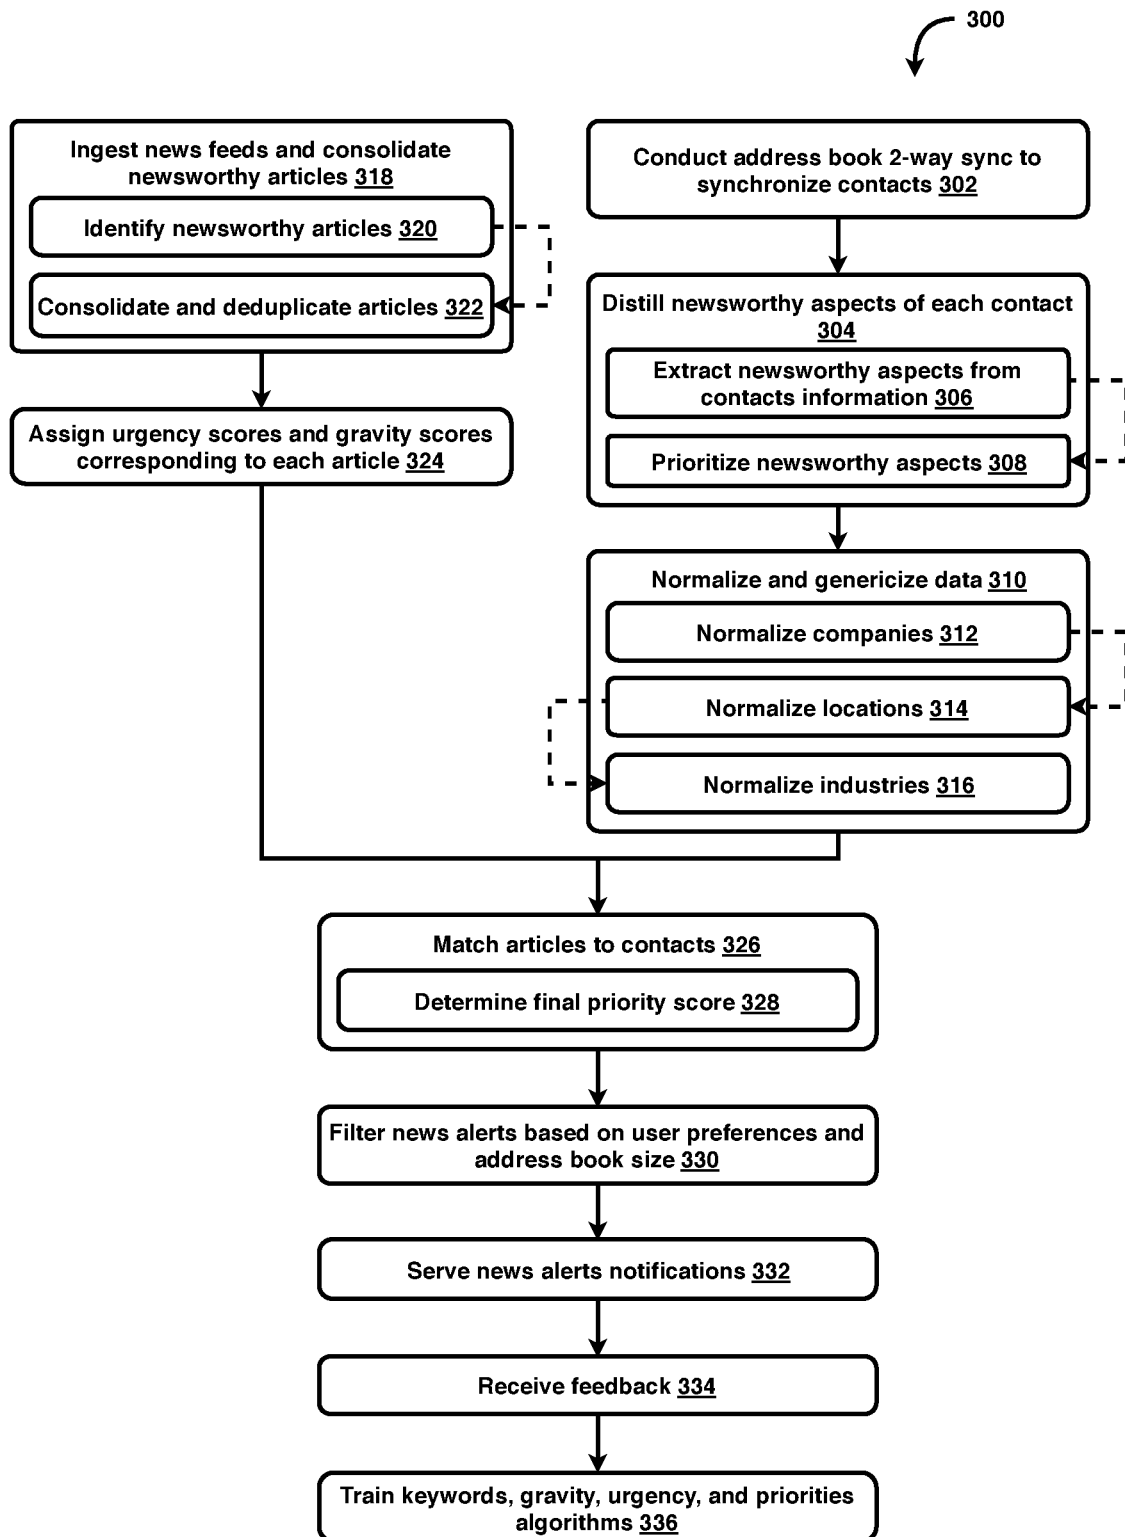 300
Ingest news feeds and consolidate
newsworthy articles 318
Identify newsworthy articles 320
Consolidate and deduplicate articles 322
Assign urgency scores and gravity scores
corresponding to each article 324
Conduct address book 2-way sync to
synchronize contacts 302
Distill newsworthy aspects of each contact
304
Extract newsworthy aspects from
contacts information 306
Prioritize newsworthy aspects 308
Normalize and genericize data 310
Normalize companies 312
Normalize locations 314
Normalize industries 316
Match articles to contacts 326
Determine final priority score 328
Filter news alerts based on user preferences and
address book size 330
Serve news alerts notifications 332
Receive feedback 334
Train keywords, gravity, urgency, and priorities
algorithms 336